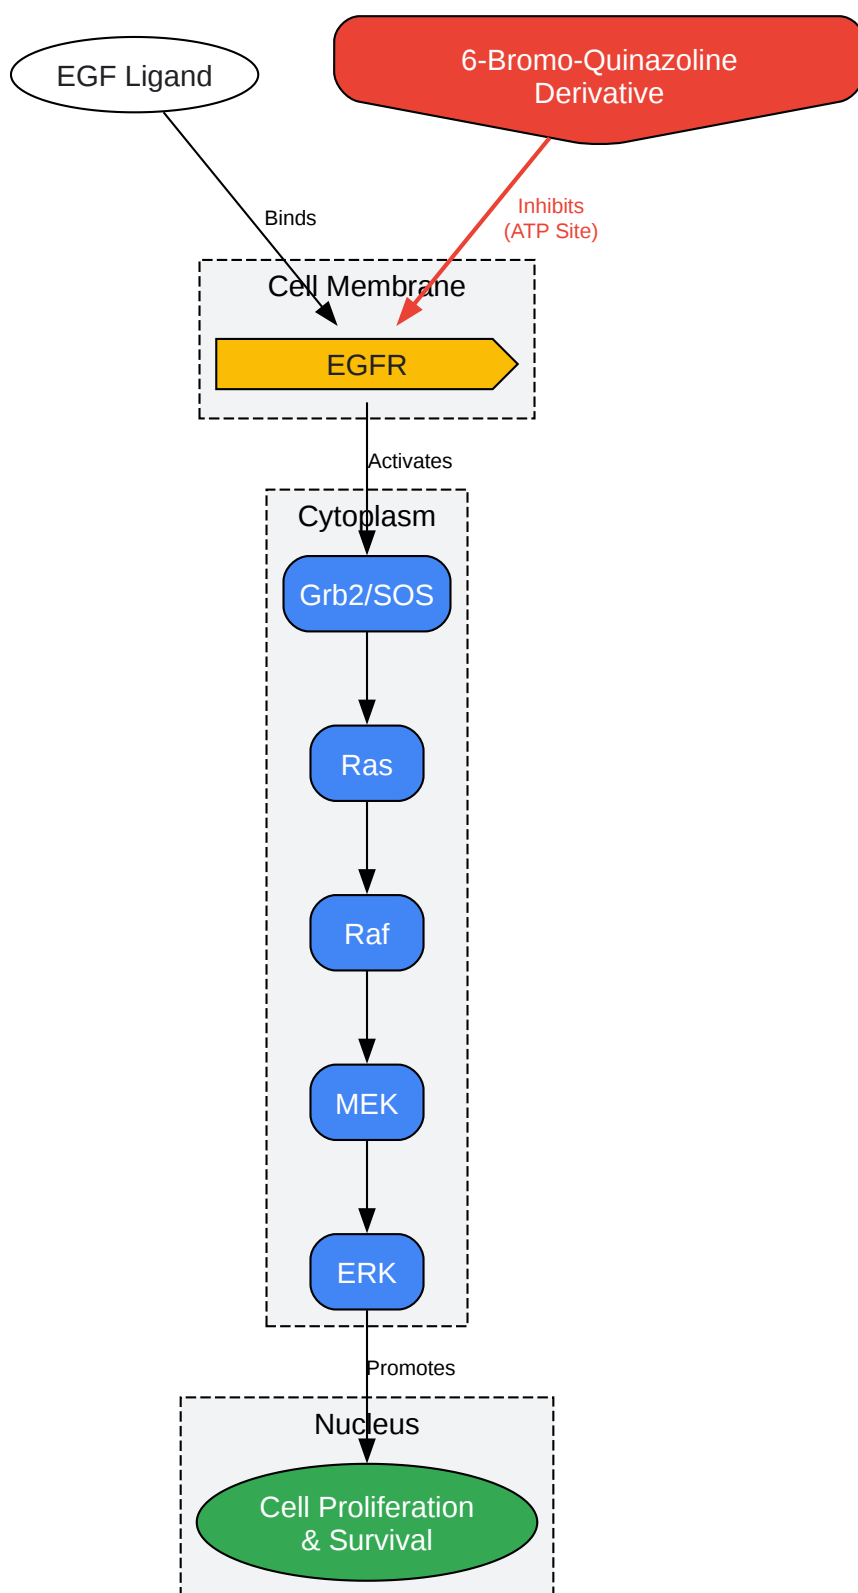 EGF Ligand
6-Bromo-Quinazoline
Derivative
Binds
Inhibits
(ATP Site)
Cell Membrane
EGFR
Activates
Cytoplasm
Grb2/SOS
Ras
Raf
MEK
ERK
Promotes
Nucleus
Cell Proliferation
& Survival